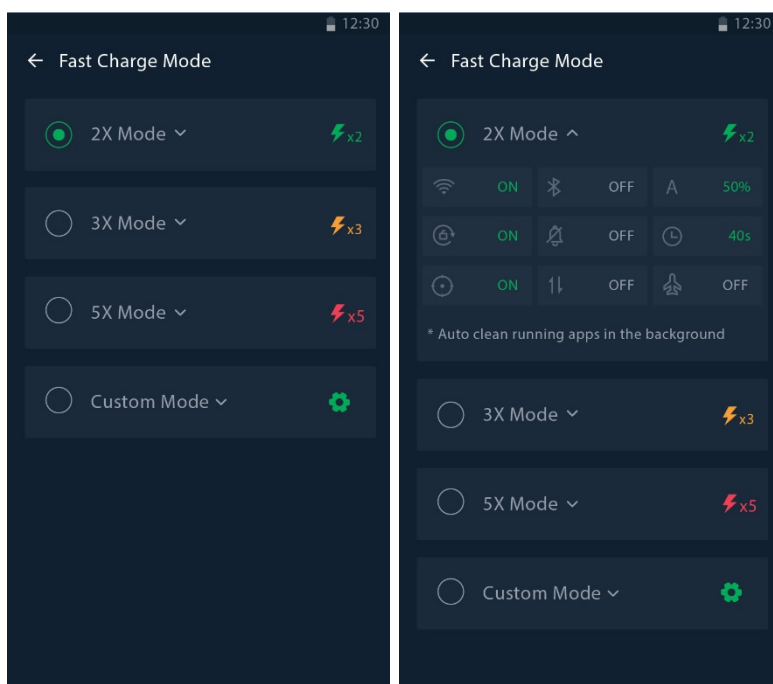 12:30
Fast Charge Mode
2X Mode
x2
3X Mode
x3
5X Mode
x5
Custom Mode
12:30
Fast Charge Mode
2X Mode
x2
ON OFF A 50%
ON OFF 40s
ON OFF OFF
* Auto clean running apps in the background
3X Mode
x3
5X Mode
x5
Custom Mode